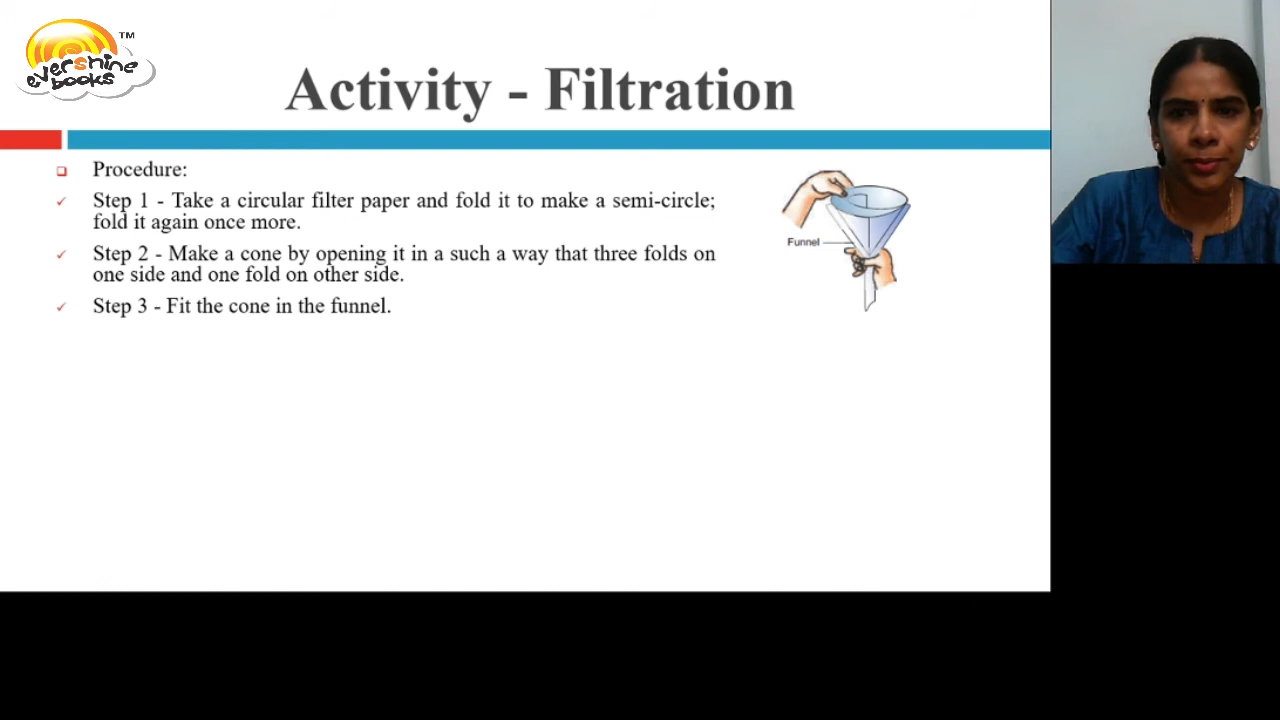 evershine
books
TM
Activity - Filtration
Procedure:
Step 1 - Take a circular filter paper and fold it to make a semi-circle;
fold it again once more.
Step 2 - Make a cone by opening it in a such a way that three folds on
one side and one fold on other side.
Step 3 - Fit the cone in the funnel.
Funnel